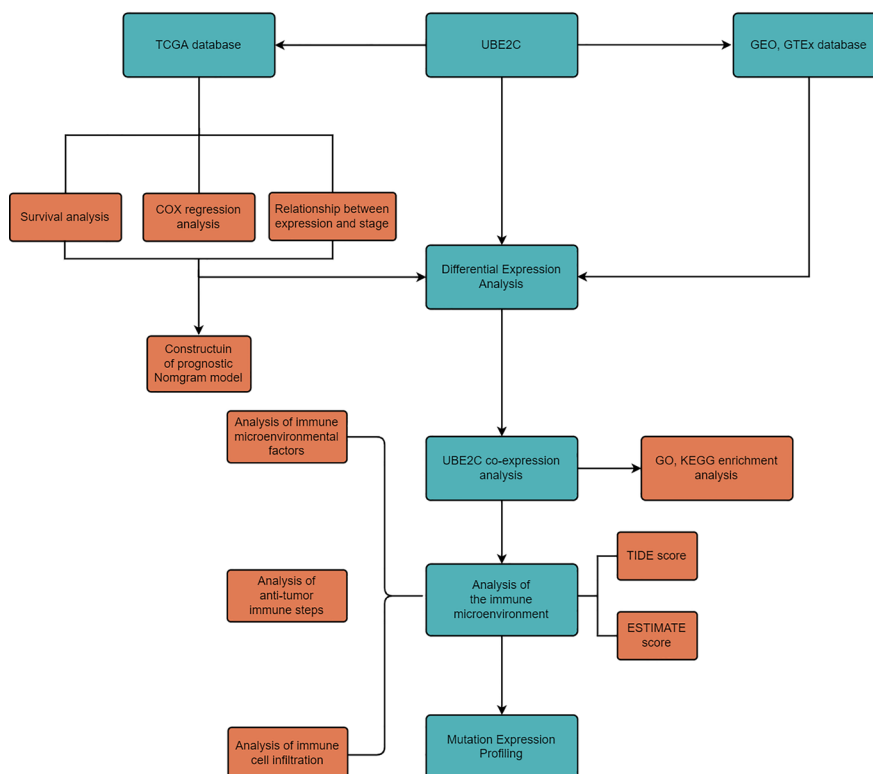 TCGA database
UBE2C
GEO, GTEx database
Survival analysis
COX regression
analysis
Relationship between
expression and stage
Differential Expression
Analysis
Constructuin
of prognostic
Nomgram model
Analysis of immune
microenvironmental
factors
UBE2C co-expression
analysis
GO, KEGG enrichment
analysis
TIDE score
Analysis of
anti-tumor
immune steps
Analysis of
the immune
microenvironment
ESTIMATE
score
Analysis of immune
cell infiltration
Mutation Expression
Profiling